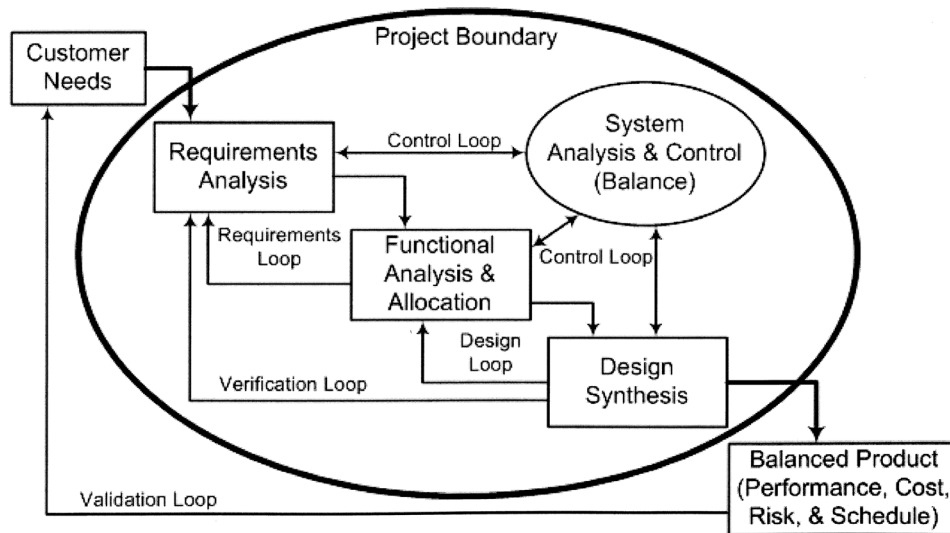 Project Boundary
Customer
Needs
Requirements
Analysis
Control Loop
System
Analysis & Control
(Balance)
Requirements
Loop
Functional
Analysis &
Allocation
Control Loop
Design
Loop
Verification Loop
Design
Synthesis
Validation Loop
Balanced Product
(Performance, Cost,
Risk, & Schedule)